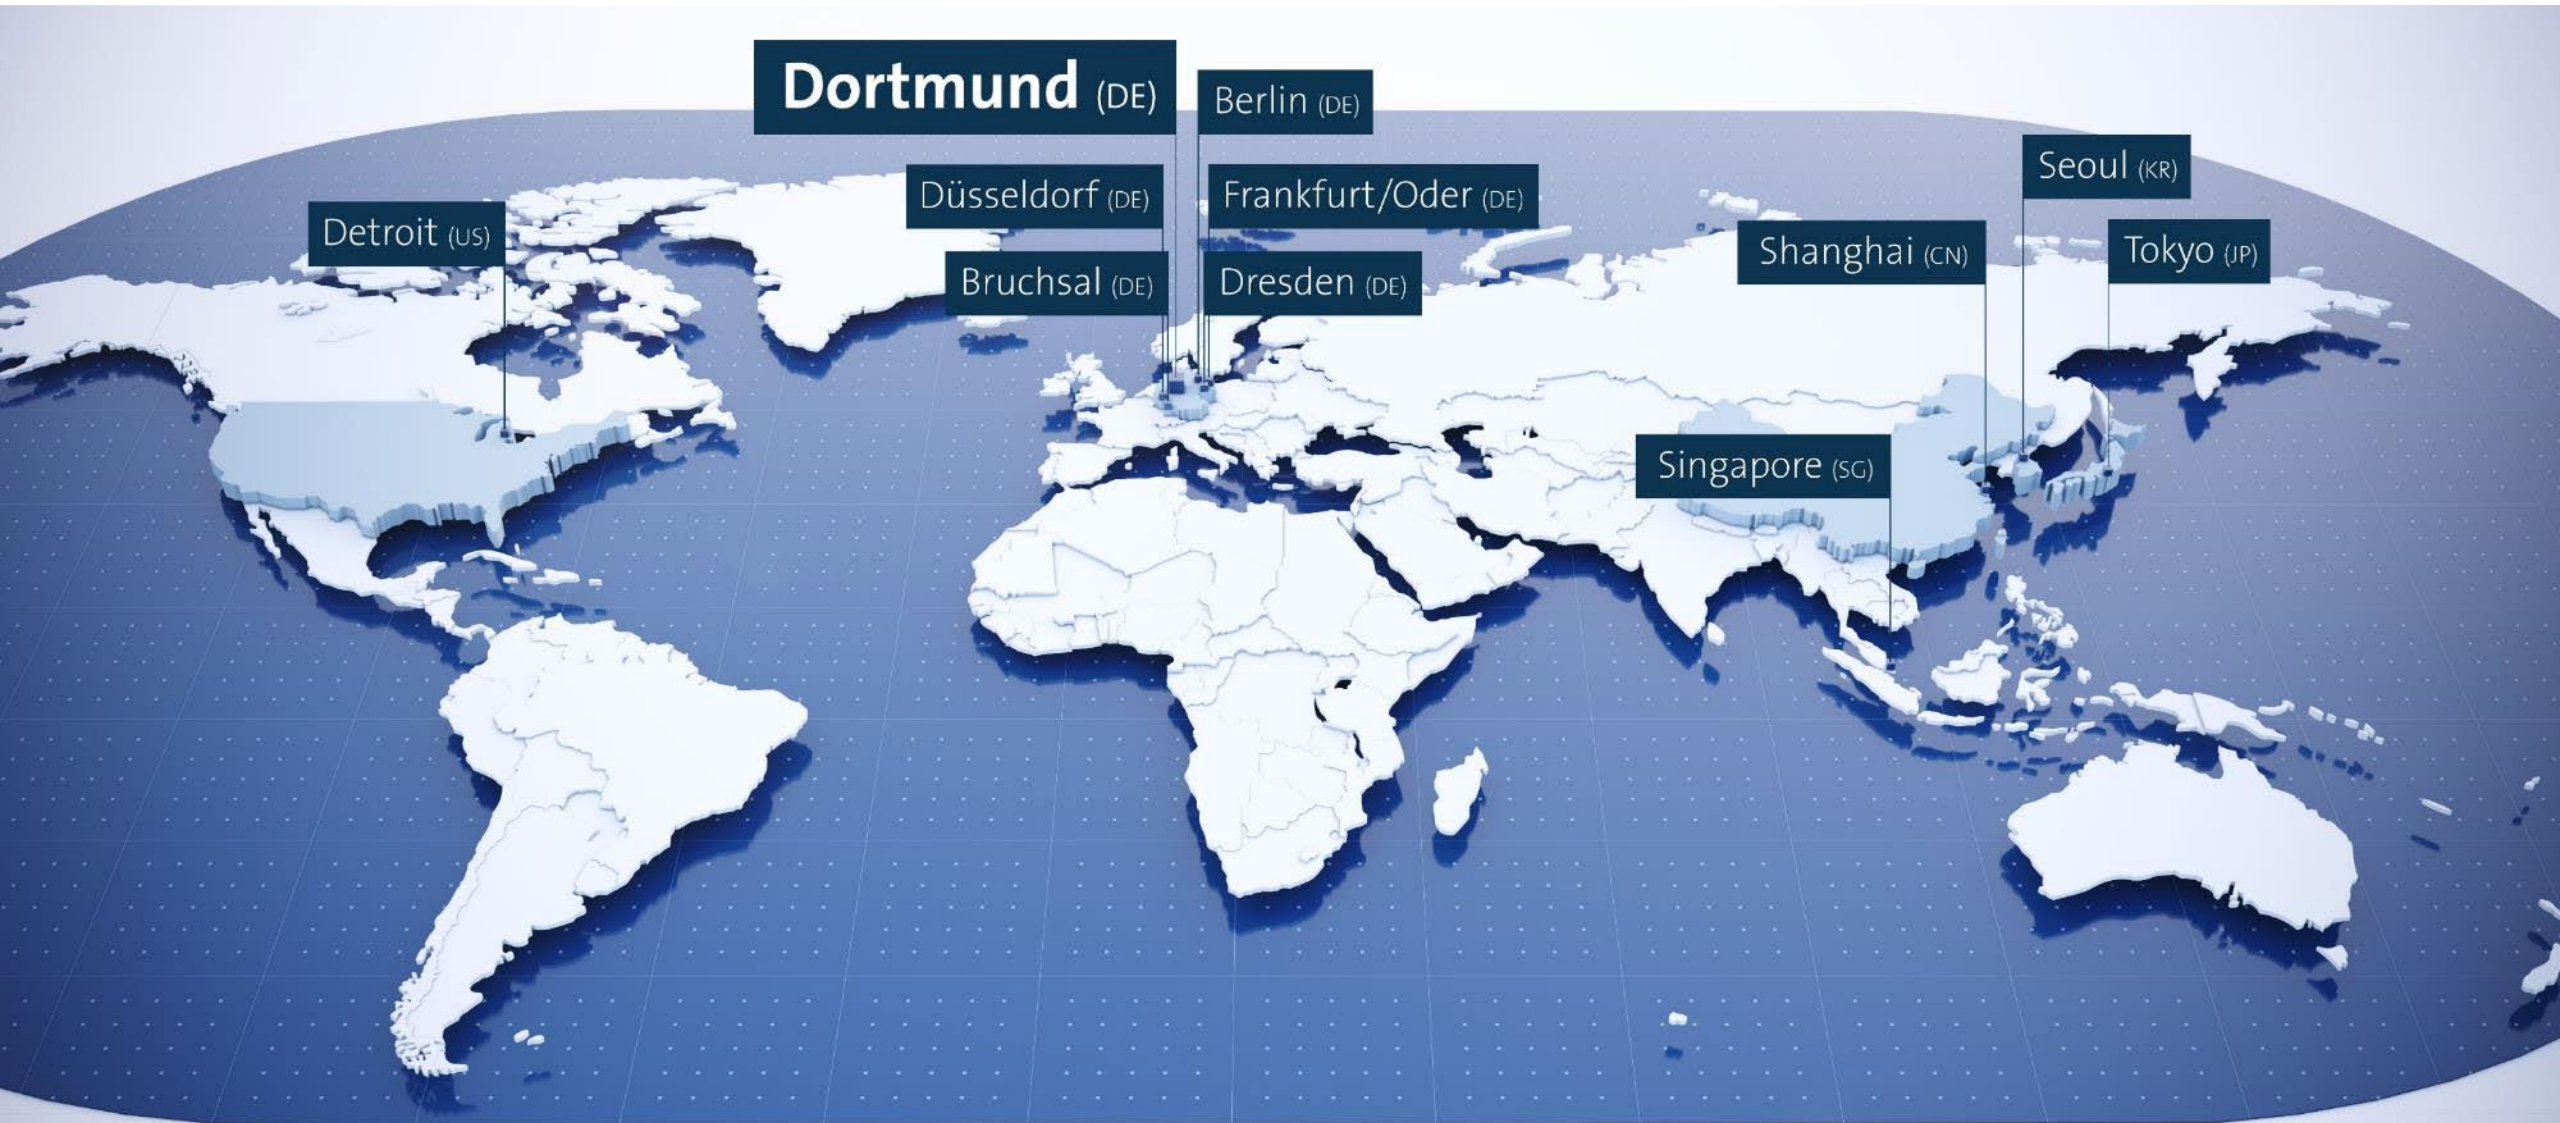 Dortmund (DE)
Berlin (DE)
Seoul (KR)
Düsseldorf (DE)
Frankfurt/Oder (DE)
Detroit (US)
Shanghai (CN)
Tokyo (JP)
Bruchsal (DE)
Dresden (DE)
Singapore (SG)